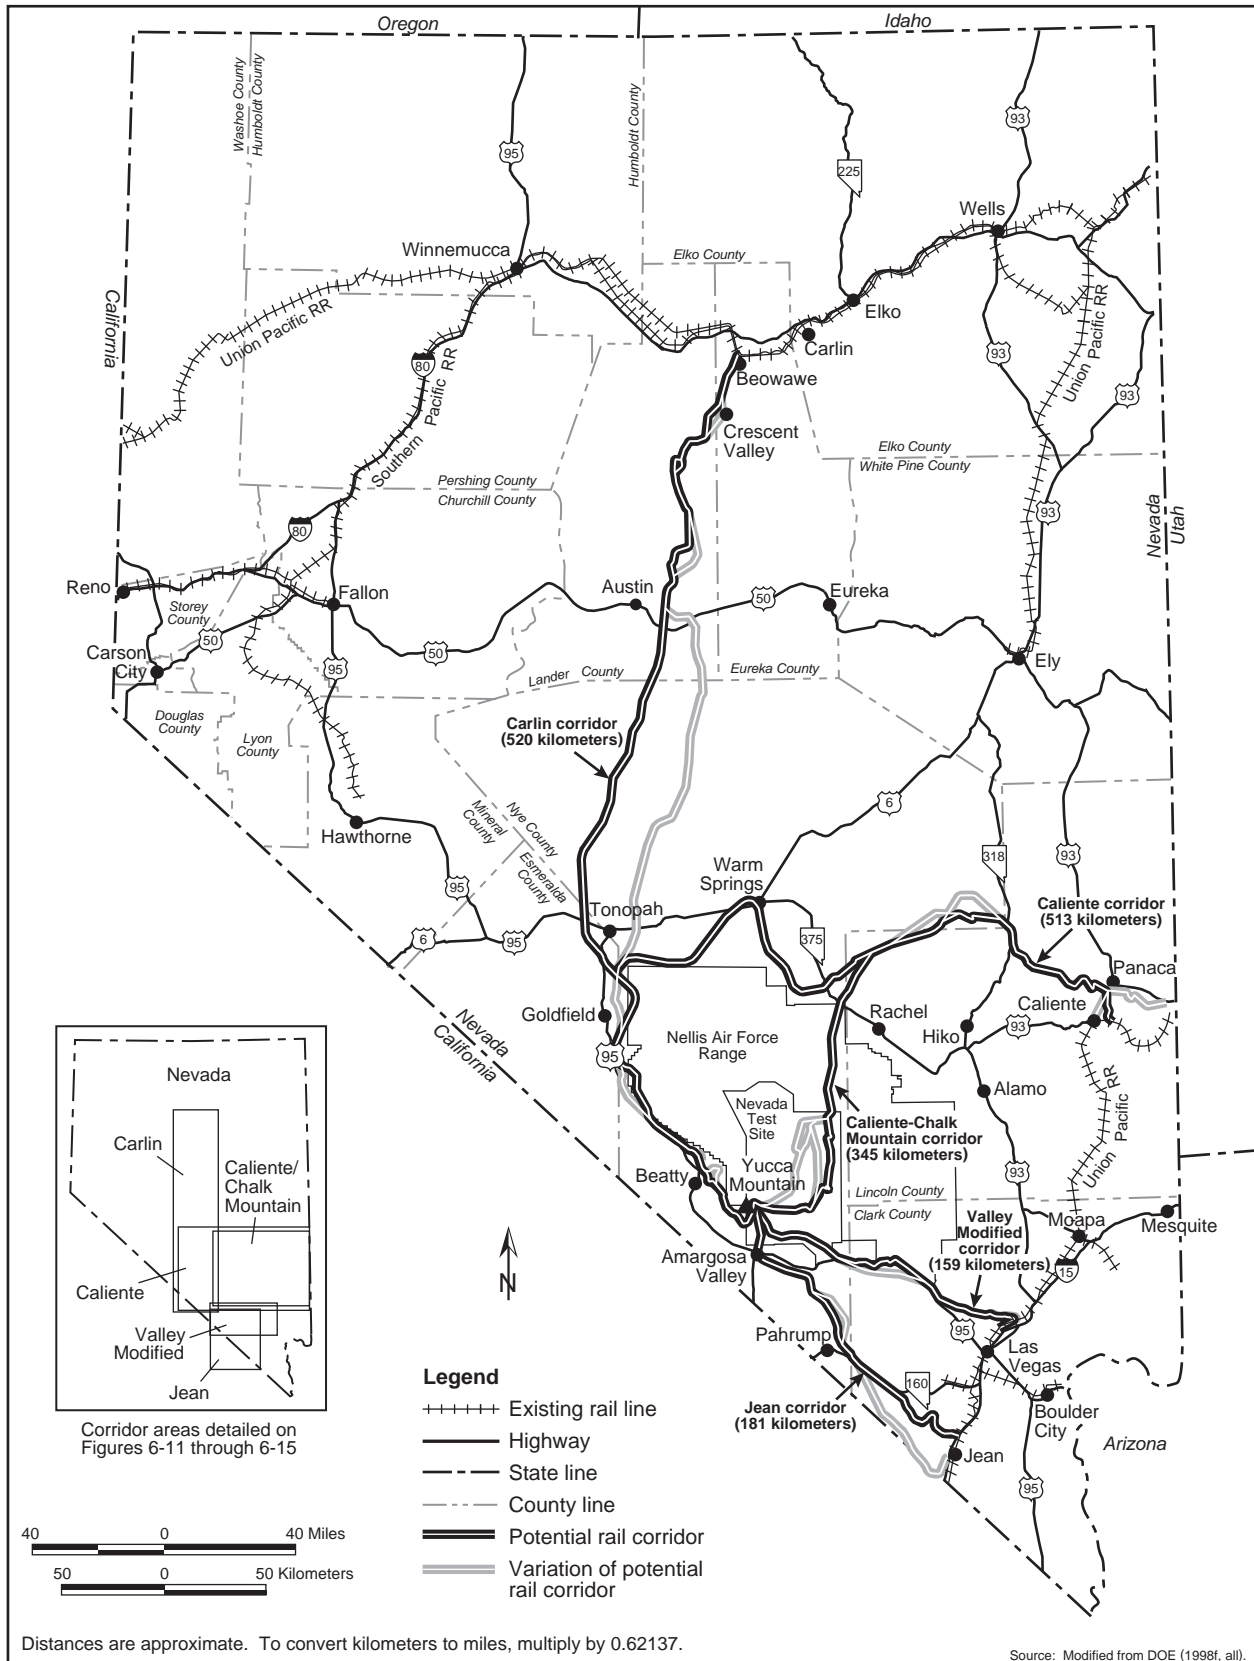 Oregon
Idaho
Washoe County
Humboldt County
Humboldt County
95
93
225
Wells
Winnemucca
Elko County
California
Union Pacific RR
Elko
Carlin
Beowawe
80
Southern Pacific RR
93
Union Pacific RR
93
Crescent
Valley
Elko County
White Pine County
Pershing County
Churchill County
93
Nevada
Utah
80
Reno
Fallon
Austin
Eureka
50
Storey
County
50
50
Carson
City
95
Ely
Lander County
Eureka County
Douglas
County
Lyon
County
Carlin corridor
(520 kilometers)
6
Hawthorne
Mineral
County
Nye County
Esmeralda
County
95
Warm
Springs
318
93
Caliente corridor
(513 kilometers)
Tonopah
6
95
375
Panaca
Goldfield
Nevada
California
Nellis Air Force
Range
Rachel
Hiko
93
Caliente
95
Nevada
Test
Site
Alamo
Union Pacific RR
Caliente-Chalk
Mountain corridor
(345 kilometers)
Beatty
Yucca
Mountain
93
Lincoln County
Clark County
Valley
Modified
corridor
(159 kilometers)
Moapa
Mesquite
Amargosa
Valley
15
N
Pahrump
95
Las
Vegas
160
Jean corridor
(181 kilometers)
Boulder
City
Arizona
Jean
95
Nevada
Carlin
Caliente/
Chalk
Mountain
Caliente
Valley
Modified
Jean
Corridor areas detailed on
Figures 6-11 through 6-15
Legend
Existing rail line
Highway
State line
County line
Potential rail corridor
Variation of potential
rail corridor
40 0 40 Miles
50 0 50 Kilometers
Distances are approximate. To convert kilometers to miles, multiply by 0.62137.
Source: Modified from DOE (1998f, all).